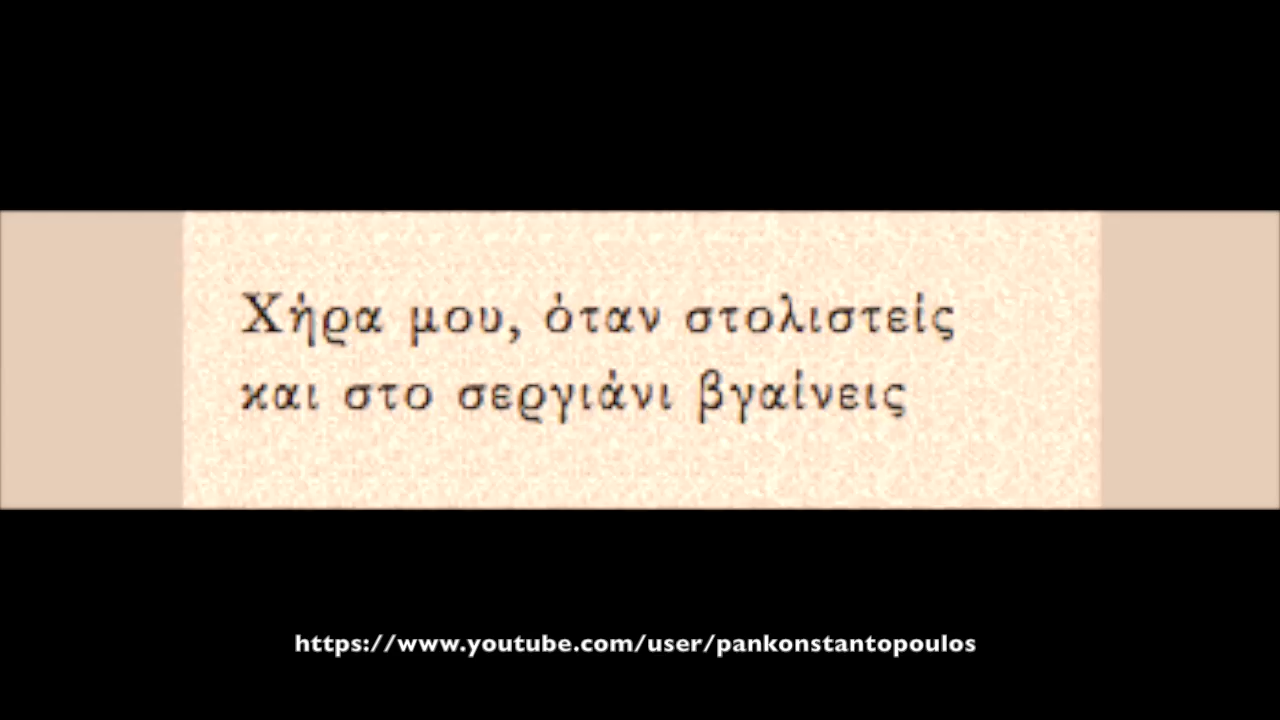 Χήρα μου, όταν στολιστείς
και στο σεργιάνι βγαίνεις
https://www.youtube.com/user/pankonstantopoulos